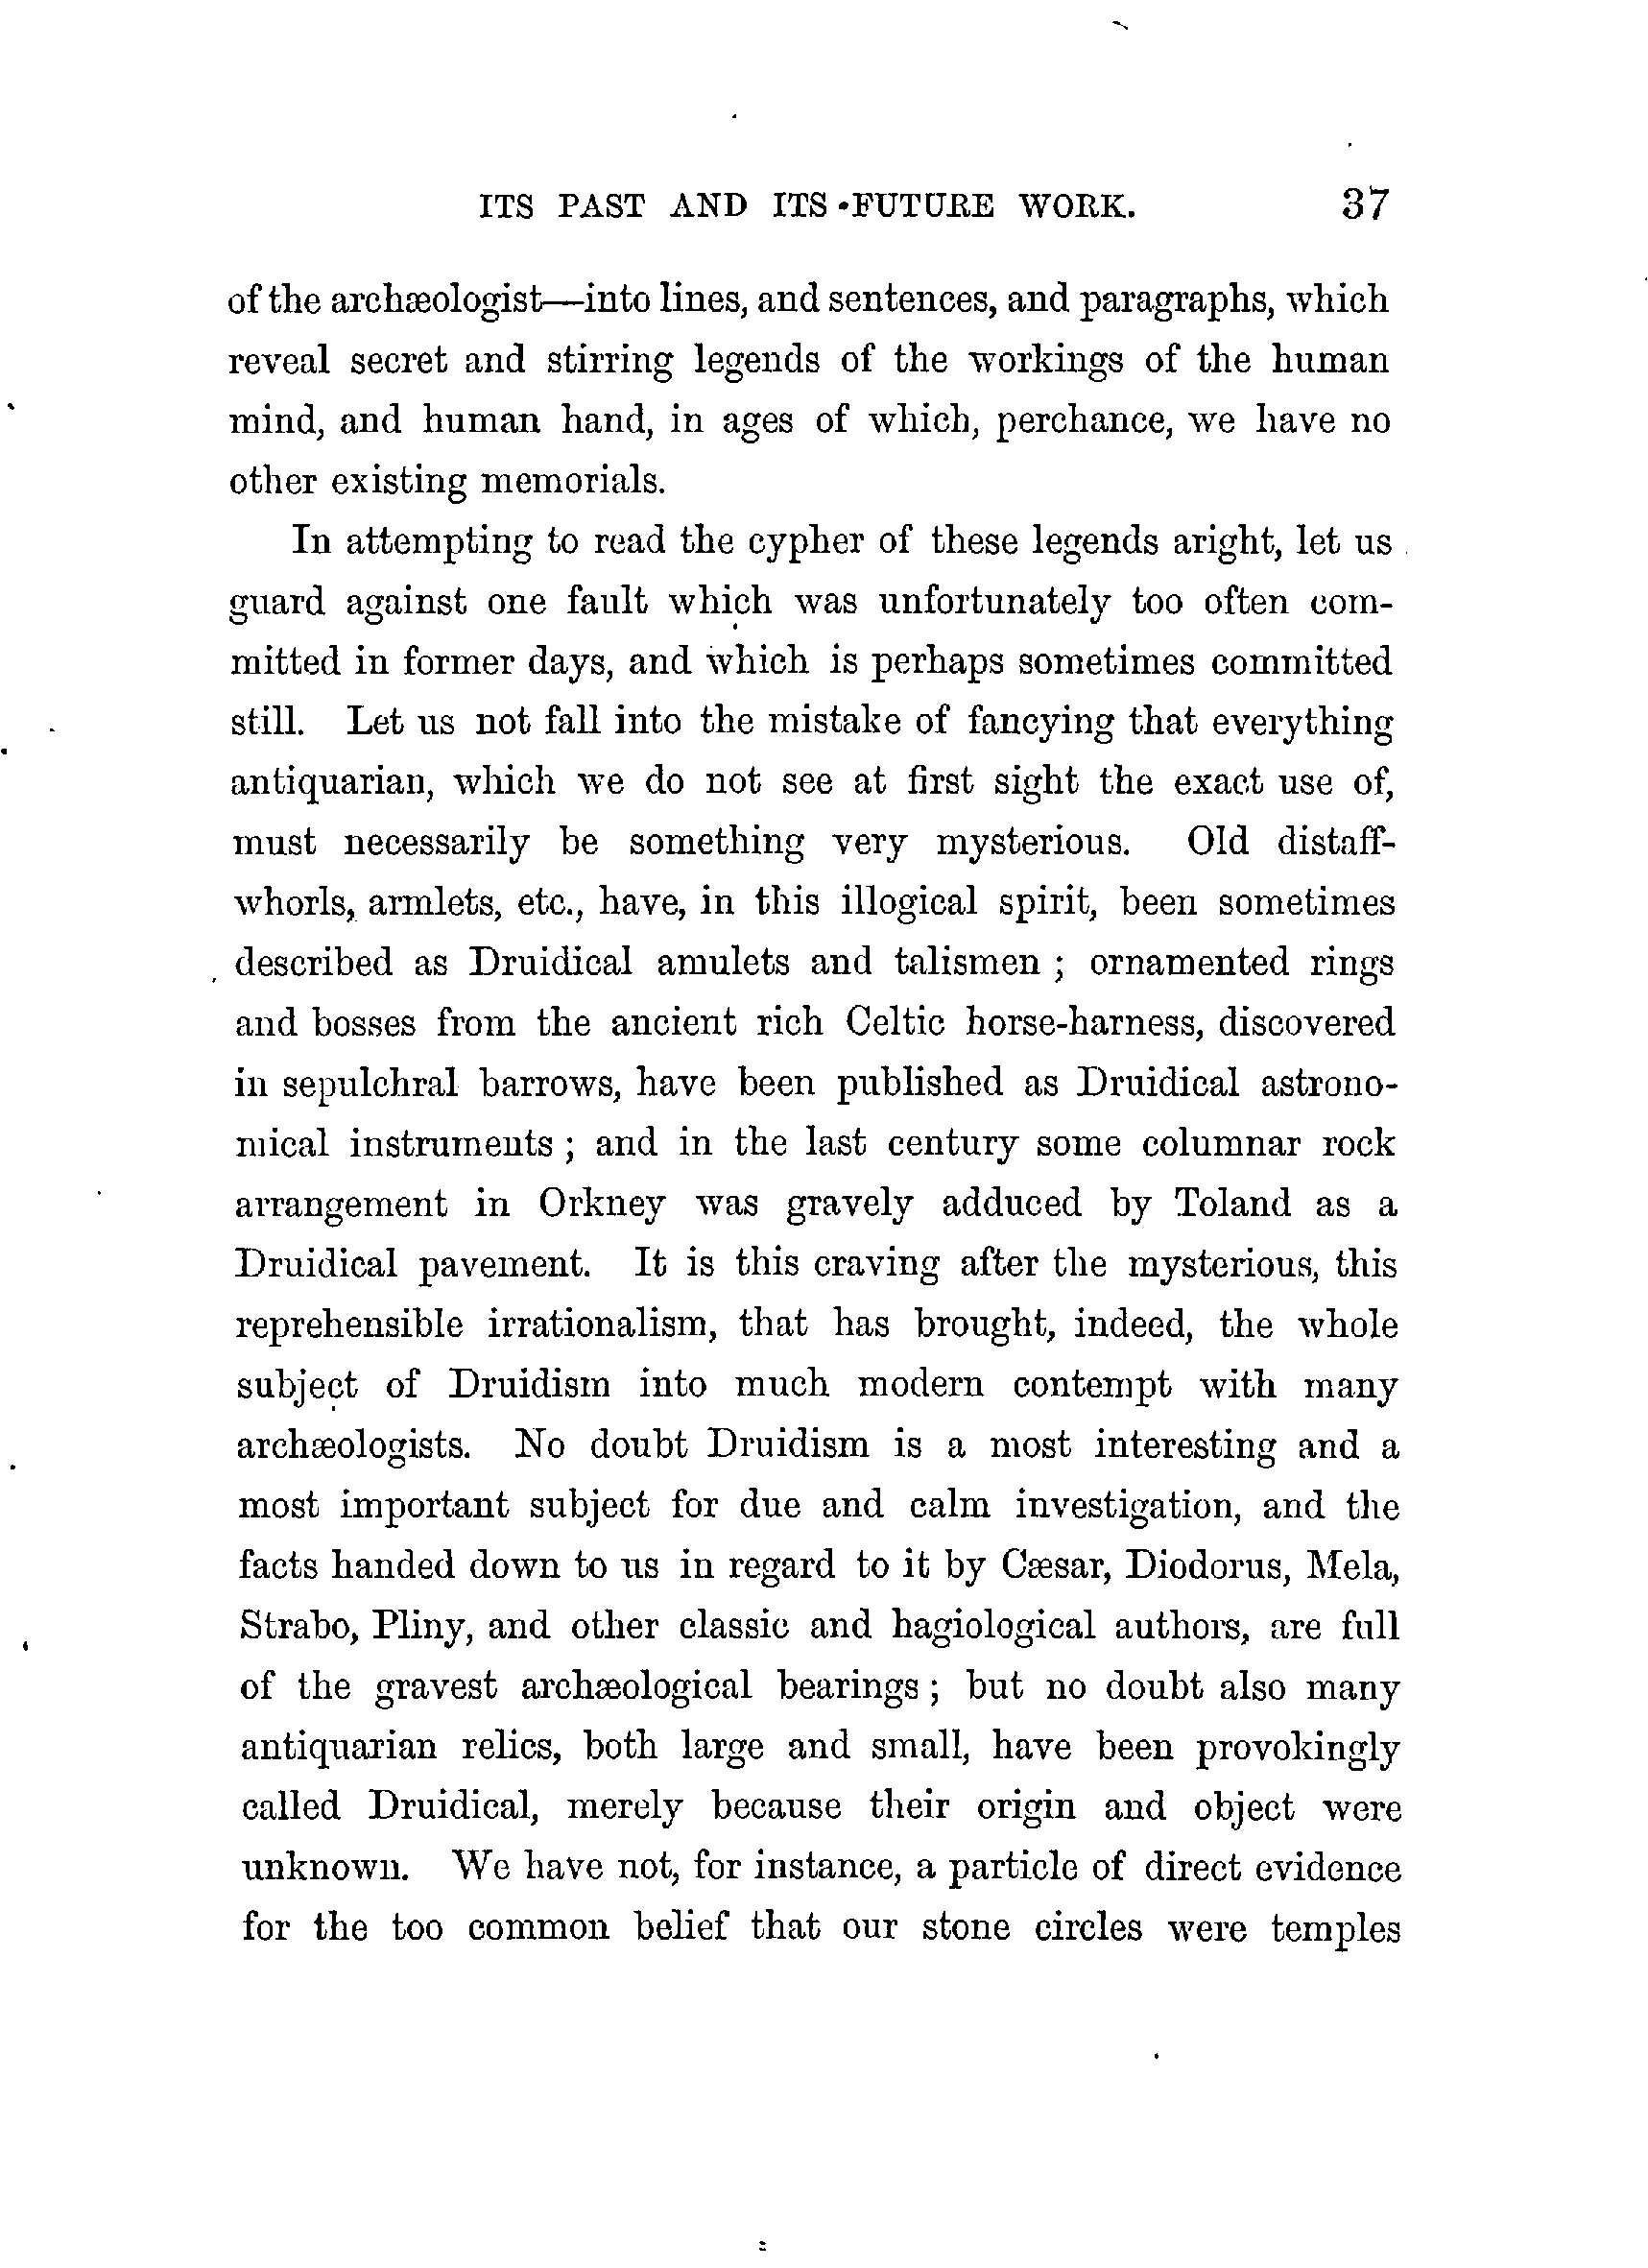 ITS PAST AND ITS FUTURE WORK. 37
of the archæologist—into lines, and sentences, and paragraphs, which
reveal secret and stirring legends of the workings of the human
mind, and human hand, in ages of which, perchance, we have no
other existing memorials.
In attempting to read the cypher of these legends aright, let us
guard against one fault which was unfortunately too often com-
mitted in former days, and which is perhaps sometimes committed
still. Let us not fall into the mistake of fancying that everything
antiquarian, which we do not see at first sight the exact use of,
must necessarily be something very mysterious. Old distaff-
whorls, armlets, etc., have, in this illogical spirit, been sometimes
described as Druidical amulets and talismen ; ornamented rings
and bosses from the ancient rich Celtic horse-harness, discovered
in sepulchral barrows, have been published as Druidical astrono-
mical instruments ; and in the last century some columnar rock
arrangement in Orkney was gravely adduced by Toland as a
Druidical pavement. It is this craving after the mysterious, this
reprehensible irrationalism, that has brought, indeed, the whole
subject of Druidism into much modern contempt with many
archæologists. No doubt Druidism is a most interesting and a
most important subject for due and calm investigation, and the
facts handed down to us in regard to it by Cæsar, Diodorus, Mela,
Strabo, Pliny, and other classic and hagiological authors, are full
of the gravest archæological bearings ; but no doubt also many
antiquarian relics, both large and small, have been provokingly
called Druidical, merely because their origin and object were
unknown. We have not, for instance, a particle of direct evidence
for the too common belief that our stone circles were temples